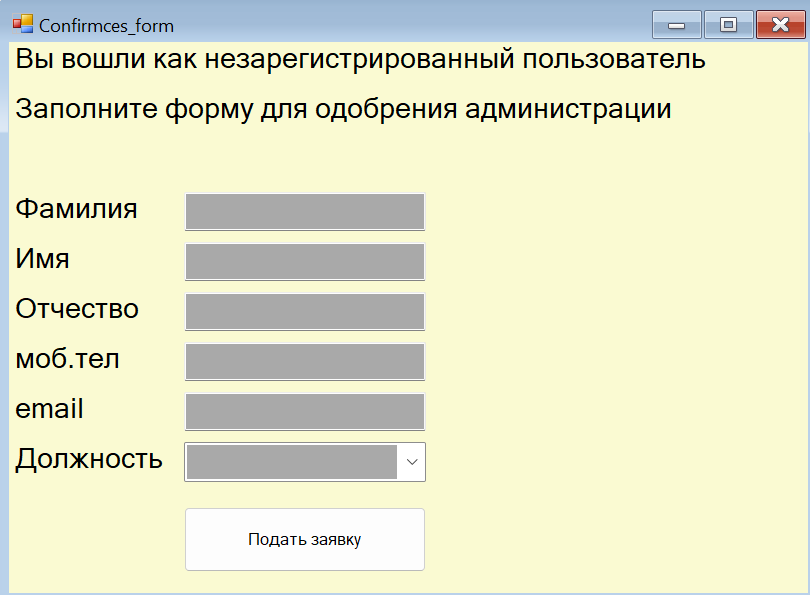 Confirmces_form
Вы вошли как незарегистрированный пользователь
Заполните форму для одобрения администрации
Фамилия
Имя
Отчество
моб.тел
email
Должность
Подать заявку